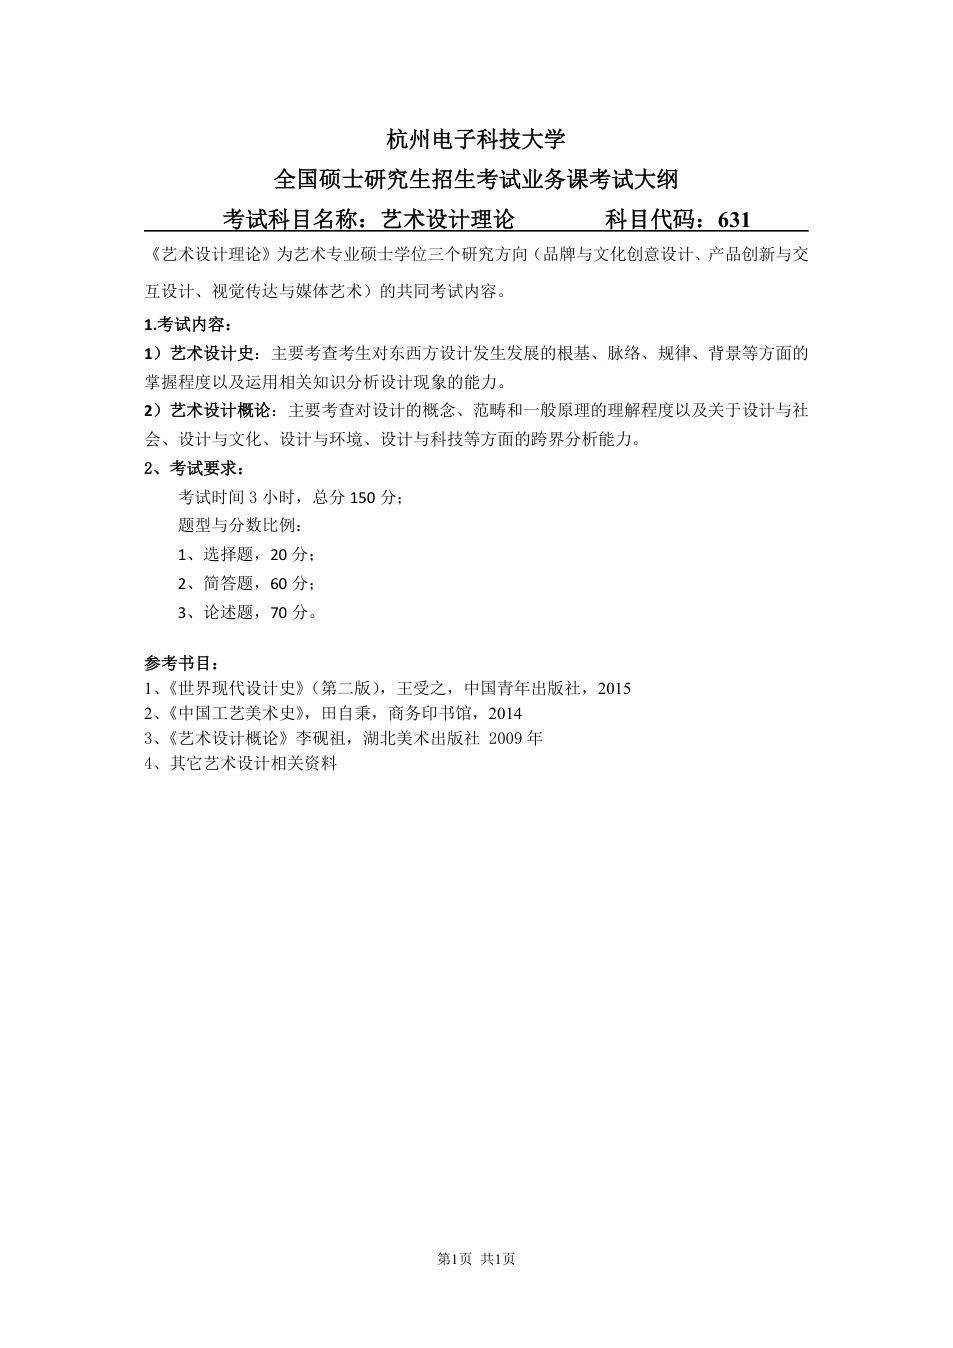 杭州电子科技大学
全国硕士研究生招生考试业务课考试大纲
考试科目名称：艺术设计理论 科目代码：631
《艺术设计理论》为艺术专业硕士学位三个研究方向（品牌与文化创意设计、产品创新与交
互设计、视觉传达与媒体艺术）的共同考试内容。
1.考试内容：
1）艺术设计史：主要考查考生对东西方设计发生发展的根基、脉络、规律、背景等方面的
掌握程度以及运用相关知识分析设计现象的能力。
2）艺术设计概论：主要考查对设计的概念、范畴和一般原理的理解程度以及关于设计与社
会、设计与文化、设计与环境、设计与科技等方面的跨界分析能力。
2、考试要求：
考试时间 3 小时，总分 150 分；
题型与分数比例：
1、选择题，20 分；
2、简答题，60 分；
3、论述题，70 分。
参考书目：
1、《世界现代设计史》（第二版），王受之，中国青年出版社，2015
2、《中国工艺美术史》，田自秉，商务印书馆，2014
3、《艺术设计概论》李砚祖，湖北美术出版社 2009 年
4、其它艺术设计相关资料
第1页 共1页